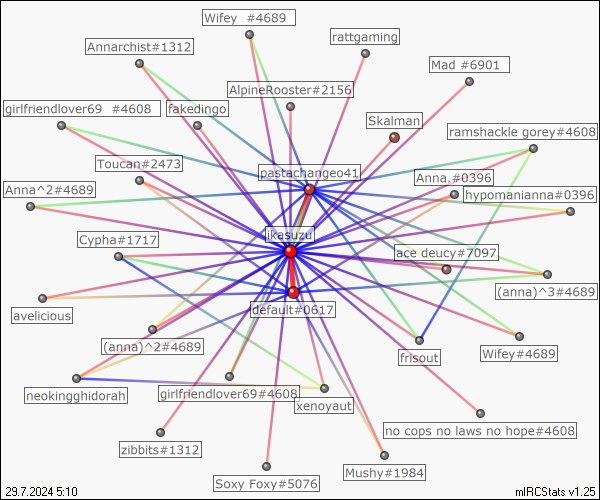 Wifey  #4689
rattgaming
Annarchist#1312
Mad #6901
AlpineRooster#2156
girlfriendlover69  #4608
fakedingo
Skalman
ramshackle gorey#4608
Toucan#2473
pastachangeo41
Anna.#0396
Anna^2#4689
hypomanianna#0396
ikasuzu
Cypha#1717
ace deucy#7097
(anna)^3#4689
avelicious
default#0617
(anna)^2#4689
frisout
Wifey#4689
neokingghidorah
girlfriendlover69#4608
xenoyaut
no cops no laws no hope#4608
zibbits#1312
Soxy Foxy#5076
Mushy#1984
29.7.2024 5:10
mIRCStats v1.25